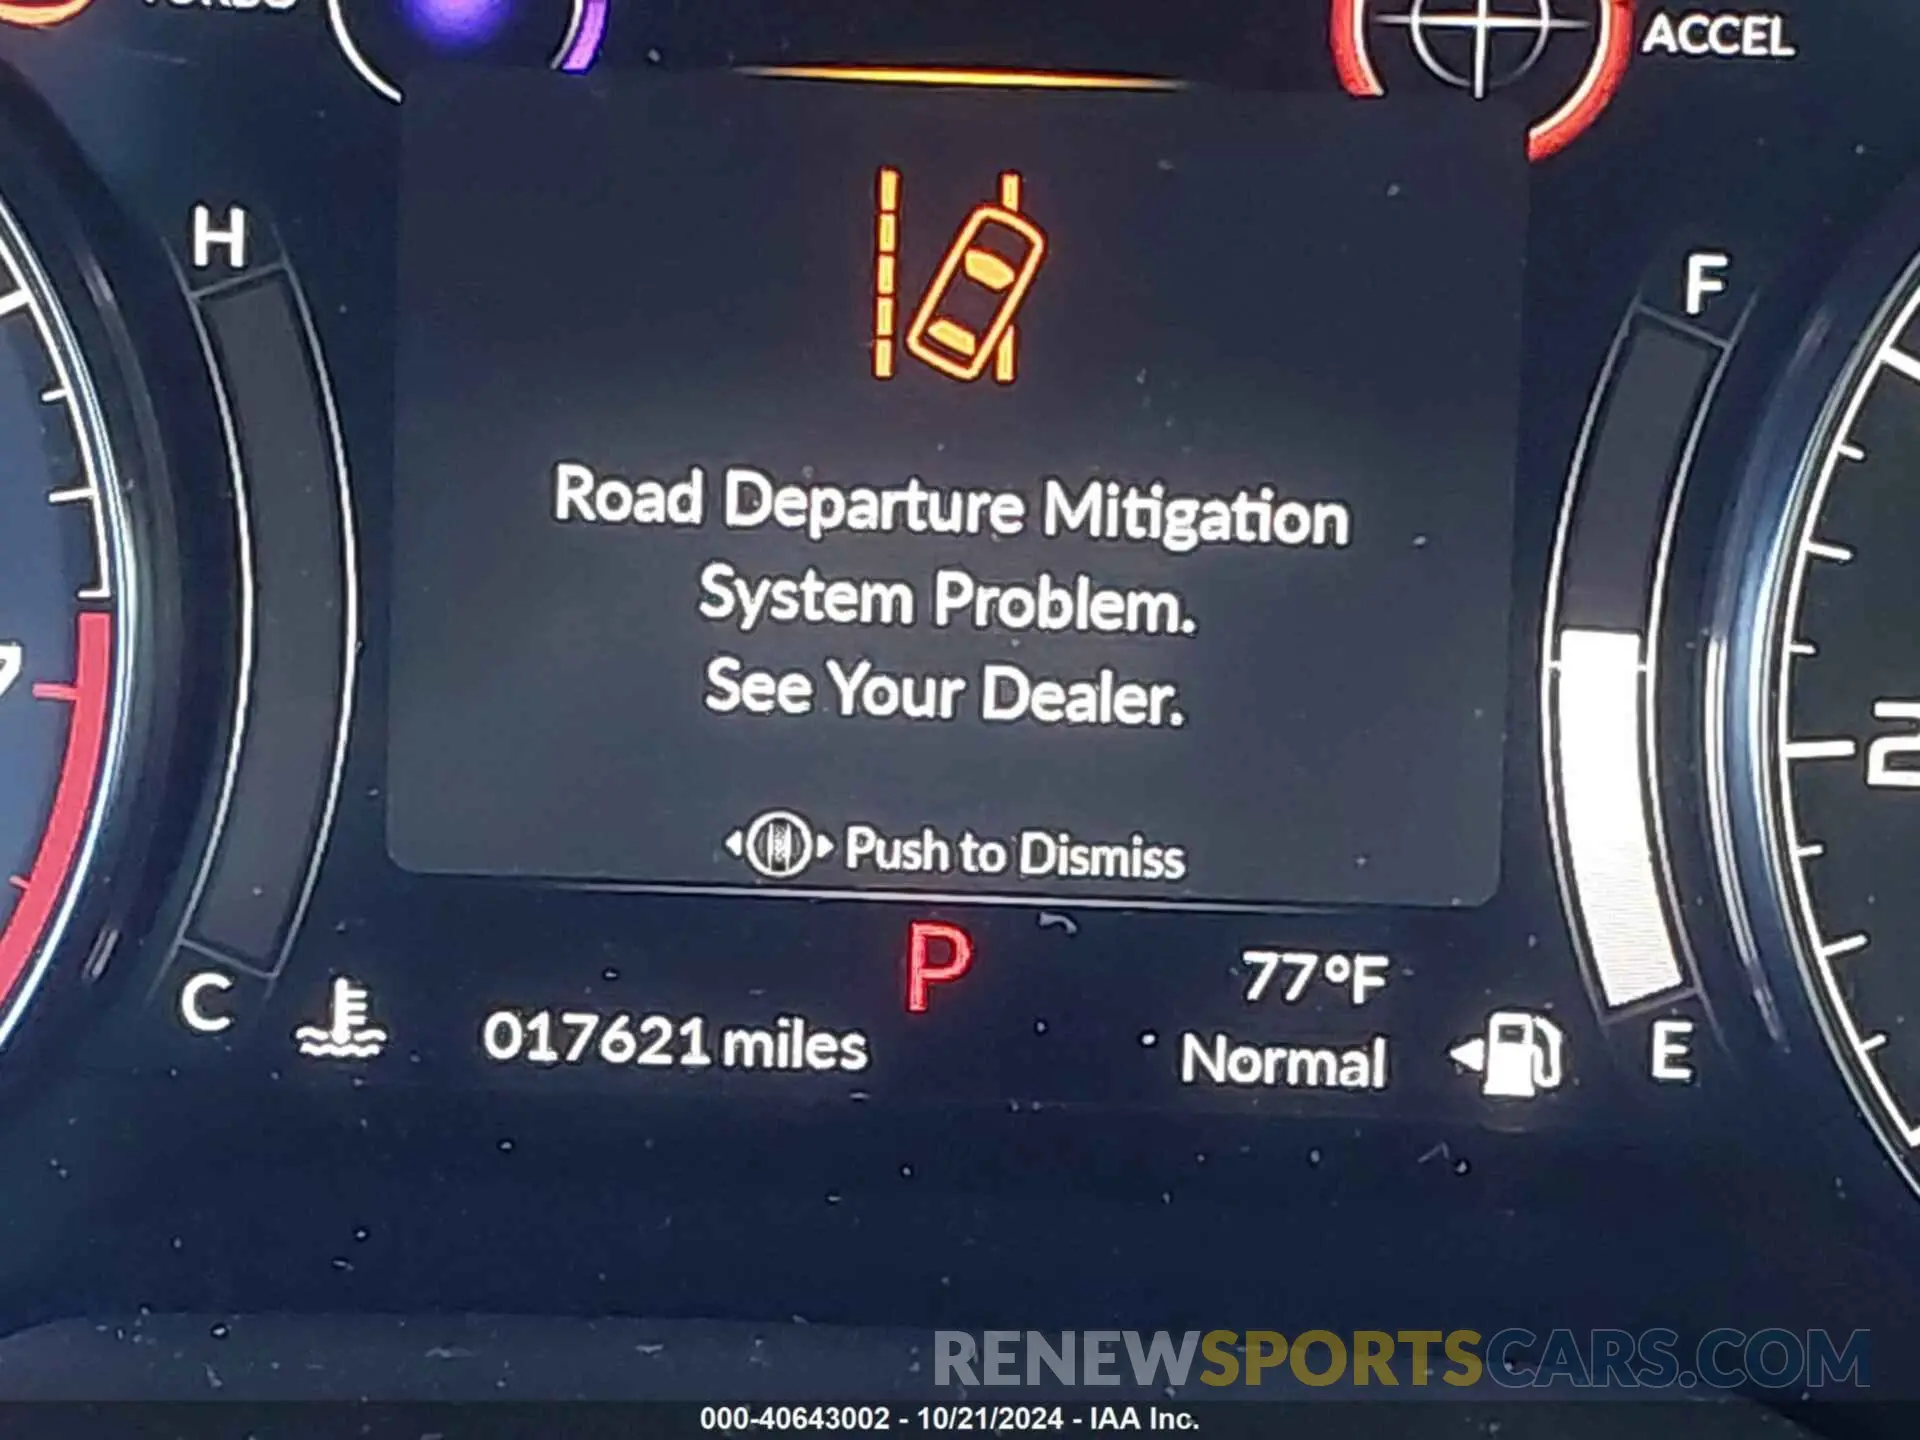 ACCEL
H
F
Road Departure Mitigation
System Problem.
See Your Dealer.
Push to Dismiss
7
C
017621 miles
P
77°F
Normal
E
RENEWSPORTSCARS.COM
000-40643002 - 10/21/2024 - IAA Inc.